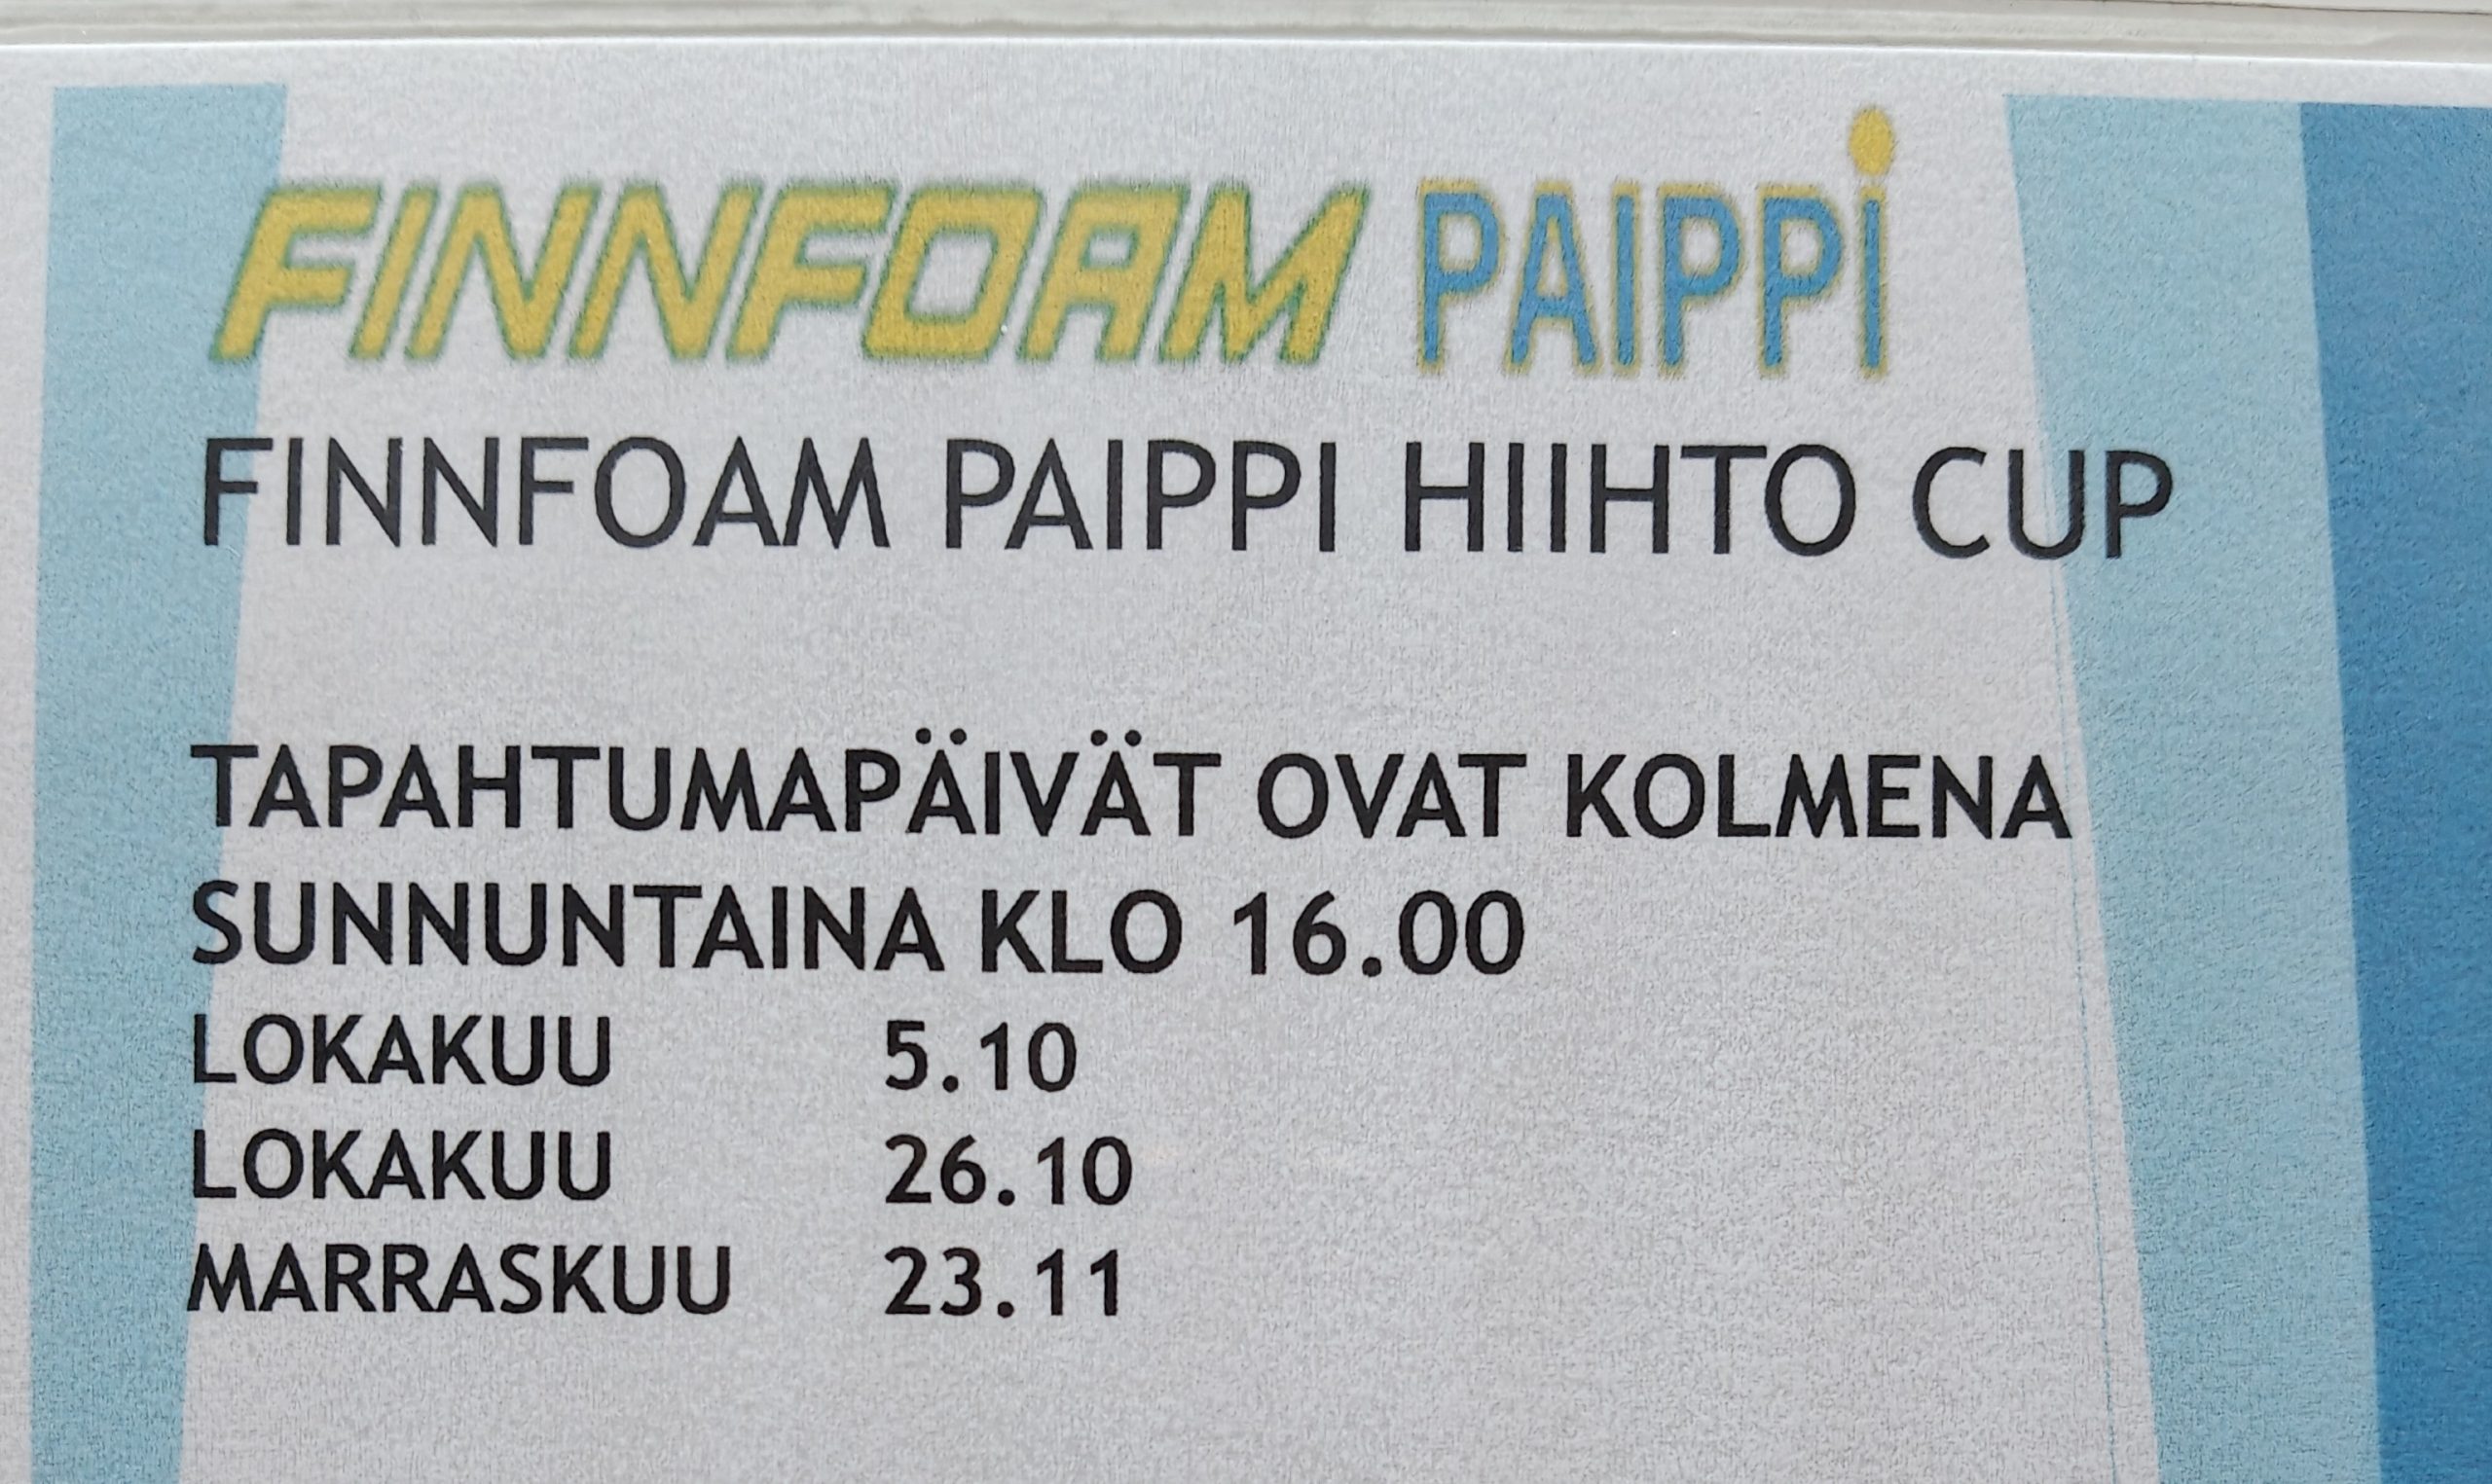 FINNFOAM PAIPPi
FINNFOAM PAIPPI HIIHTO CUP
TAPAHTUMAPÄIVÄT OVAT KOLMENA
SUNNUNTAINA KLO 16.00
LOKAKUU 5.10
LOKAKUU 26.10
MARRASKUU 23.11